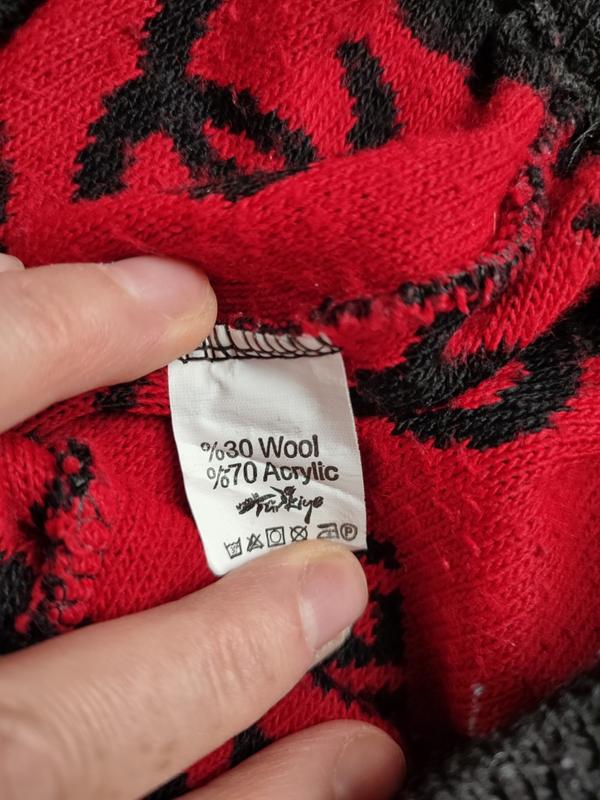 %30 Wool
%70 Acrylic
Türkiye
P